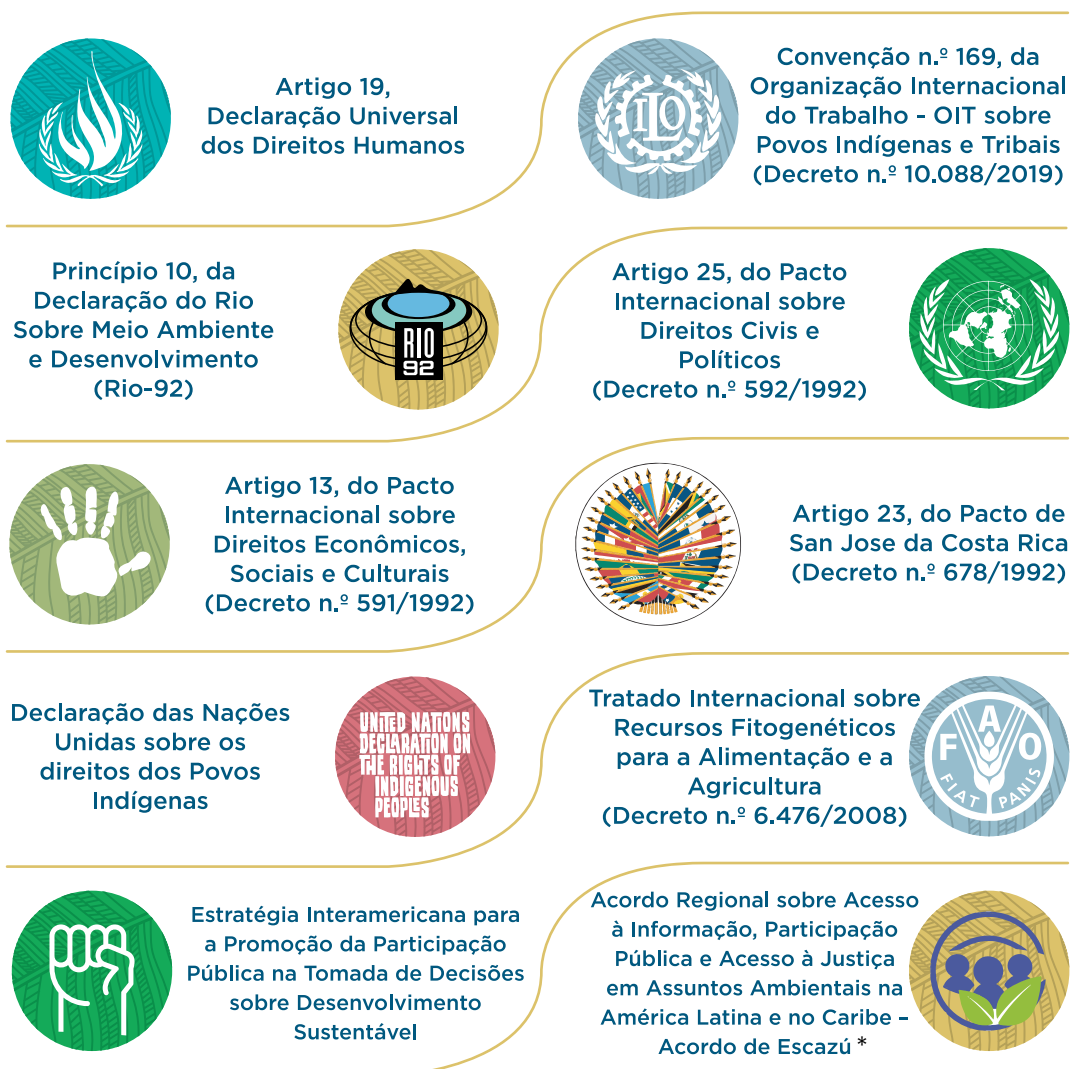 Artigo 19,
Declaração Universal
dos Direitos Humanos
ILO
Convenção n.º 169, da
Organização Internacional
do Trabalho - OIT sobre
Povos Indígenas e Tribais
(Decreto n.º 10.088/2019)
Princípio 10, da
Declaração do Rio
Sobre Meio Ambiente
e Desenvolvimento
(Rio-92)
RIO
92
Artigo 25, do Pacto
Internacional sobre
Direitos Civis e
Políticos
(Decreto n.º 592/1992)
Artigo 13, do Pacto
Internacional sobre
Direitos Econômicos,
Sociais e Culturais
(Decreto n.º 591/1992)
Artigo 23, do Pacto de
San Jose da Costa Rica
(Decreto n.º 678/1992)
Declaração das Nações
Unidas sobre os
direitos dos Povos
Indígenas
UNITED NATIONS
DECLARATION ON
THE RIGHTS OF
INDIGENOUS
PEOPLES
Tratado Internacional sobre
Recursos Fitogenéticos
para a Alimentação e a
Agricultura
(Decreto n.º 6.476/2008)
FAO
FIAT PANIS
Estratégia Interamericana para
a Promoção da Participação
Pública na Tomada de Decisões
sobre Desenvolvimento
Sustentável
Acordo Regional sobre Acesso
à Informação, Participação
Pública e Acesso à Justiça
em Assuntos Ambientais na
América Latina e no Caribe –
Acordo de Escazú *